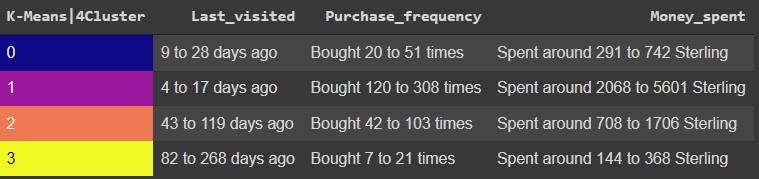 K-Means|4Cluster Last_visited Purchase_frequency Money_spent
0 9 to 28 days ago Bought 20 to 51 times Spent around 291 to 742 Sterling
1 4 to 17 days ago Bought 120 to 308 times Spent around 2068 to 5601 Sterling
2 43 to 119 days ago Bought 42 to 103 times Spent around 708 to 1706 Sterling
3 82 to 268 days ago Bought 7 to 21 times Spent around 144 to 368 Sterling